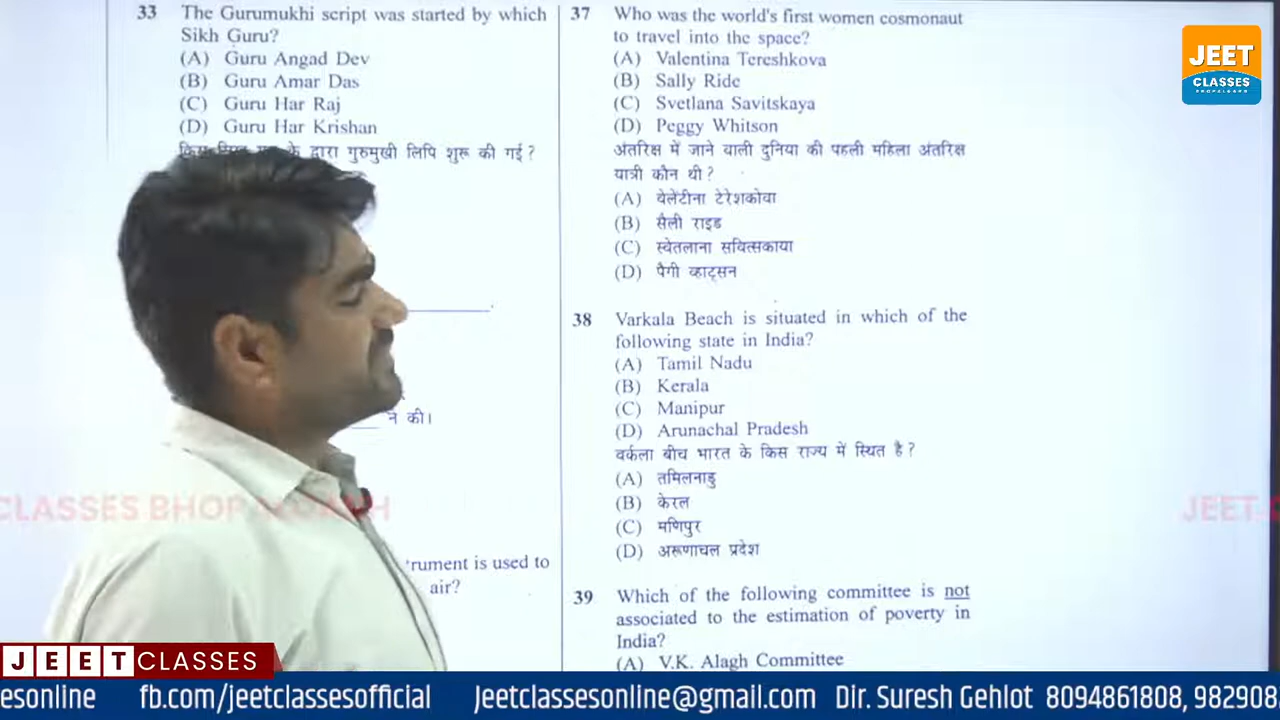 33 The Gurumukhi script was started by which
Sikh Guru?
(A) Guru Angad Dev
(B) Guru Amar Das
(C) Guru Har Raj
(D) Guru Har Krishan
के द्वारा गुरुमुखी लिपि शुरू की गई ?
ने की।
trument is used to
air?
37 Who was the world's first women cosmonaut
to travel into the space?
(A) Valentina Tereshkova
(B) Sally Ride
(C) Svetlana Savitskaya
(D) Peggy Whitson
अंतरिक्ष में जाने वाली दुनिया की पहली महिला अंतरिक्ष
यात्री कौन थी ?
(A) वेलेंटीना टेरेशकोवा
(B) सैली राइड
(C) स्वेतलाना सवित्सकाया
(D) पैगी व्हाट्सन
38 Varkala Beach is situated in which of the
following state in India?
(A) Tamil Nadu
(B) Kerala
(C) Manipur
(D) Arunachal Pradesh
वर्कला बीच भारत के किस राज्य में स्थित है ?
(A) तमिलनाडु
(B) केरल
(C) मणिपुर
(D) अरूणाचल प्रदेश
39 Which of the following committee is not
associated to the estimation of poverty in
India?
(A) V.K. Alagh Committee
JEET
CLASSES
CLASSES BHOP
JEET-C
JEET CLASSES
esonline fb.com/jeetclassesofficial Jeetclassesonline@gmail.com Dir. Suresh Gehlot 8094861808, 982908